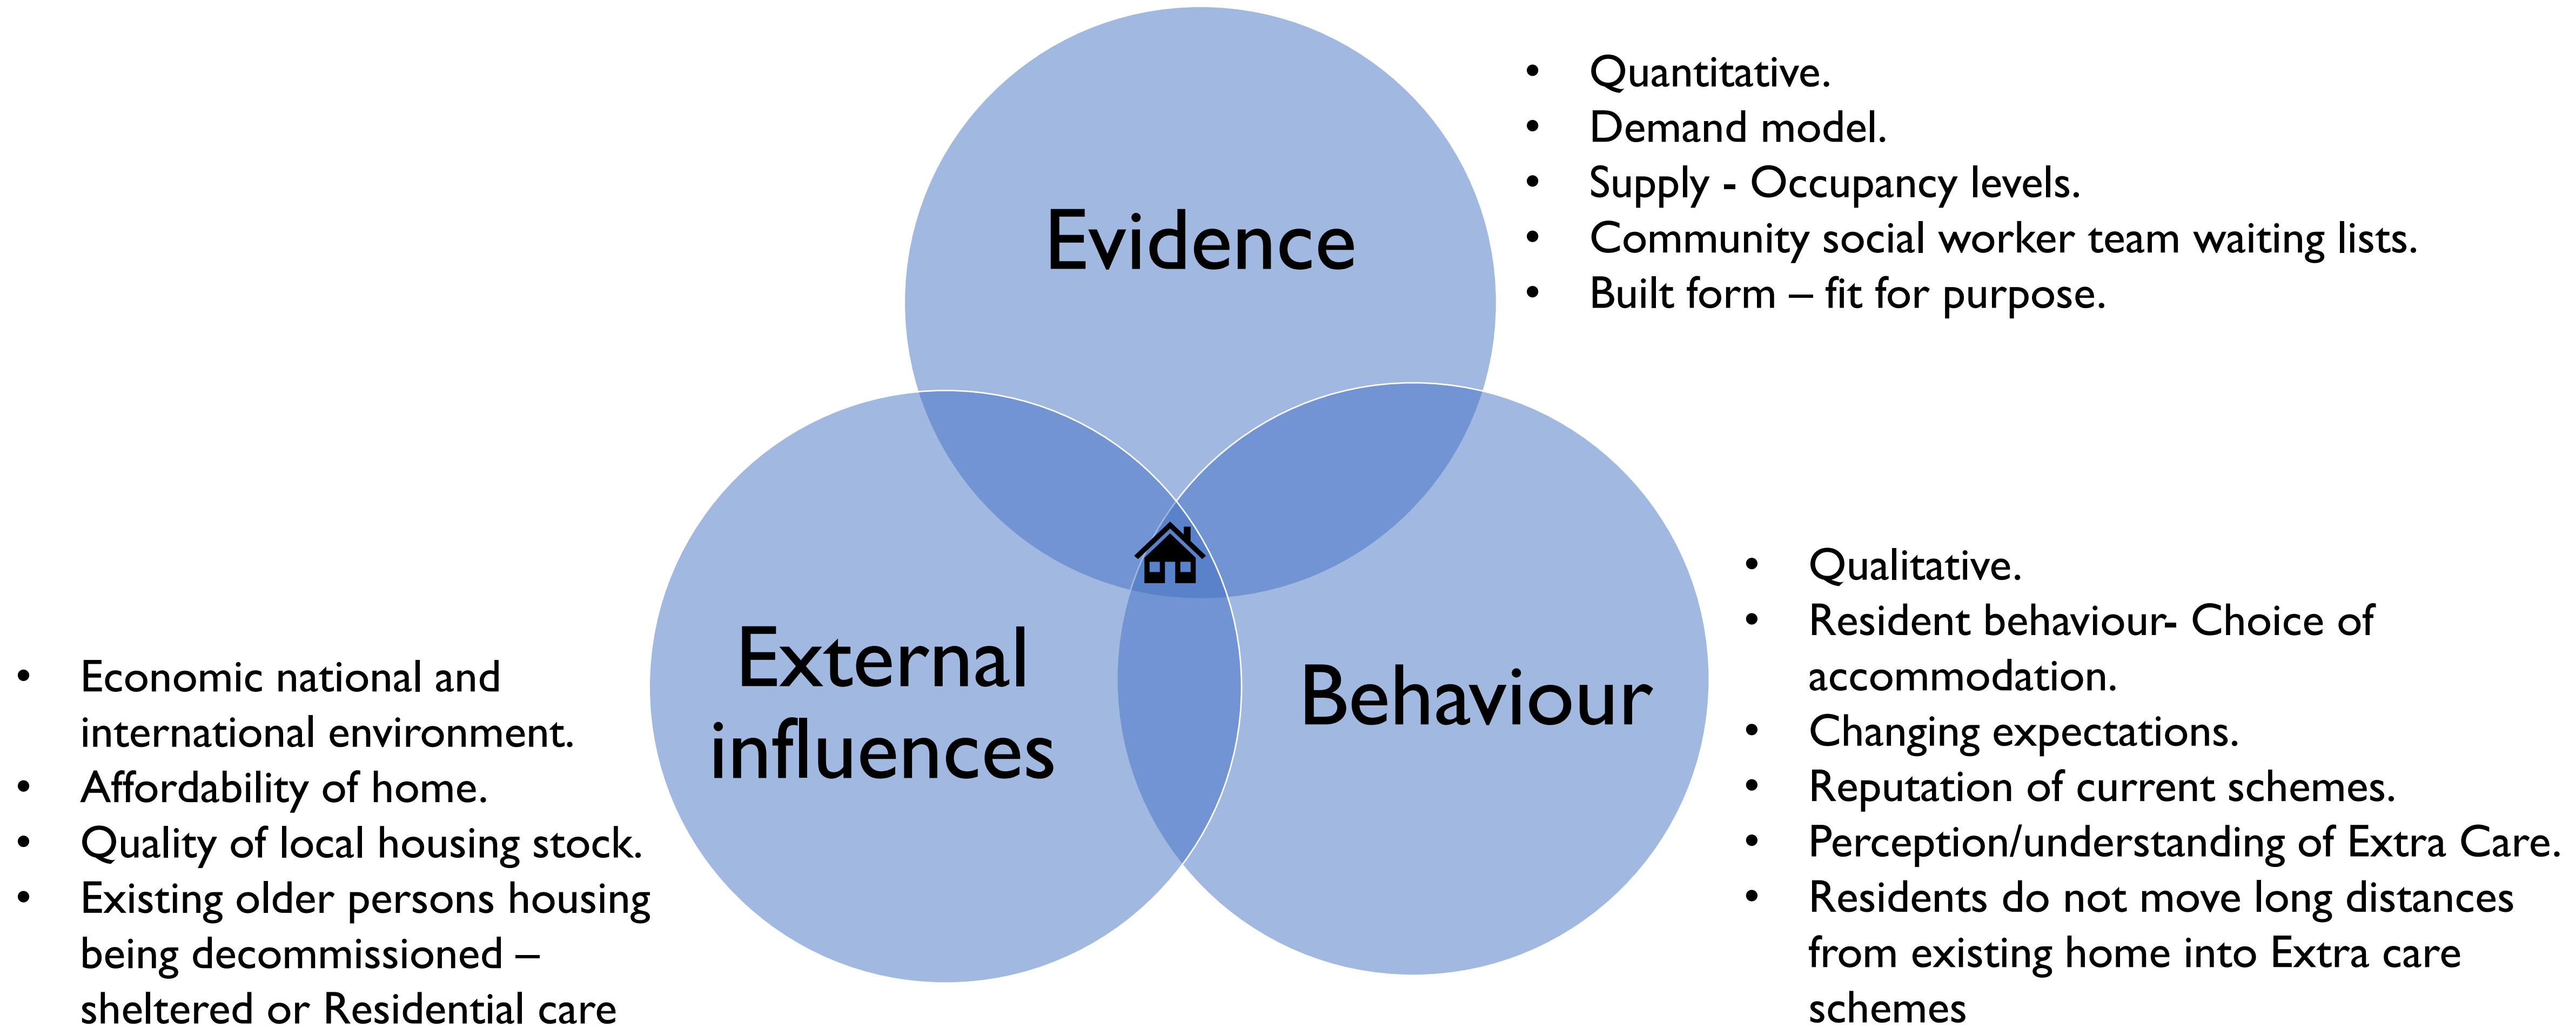 Evidence
• Quantitative.
• Demand model.
• Supply - Occupancy levels.
• Community social worker team waiting lists.
• Built form – fit for purpose.
External
influences
• Economic national and
international environment.
• Affordability of home.
• Quality of local housing stock.
• Existing older persons housing
being decommissioned –
sheltered or Residential care
Behaviour
• Qualitative.
• Resident behaviour- Choice of
accommodation.
• Changing expectations.
• Reputation of current schemes.
• Perception/understanding of Extra Care.
• Residents do not move long distances
from existing home into Extra care
schemes